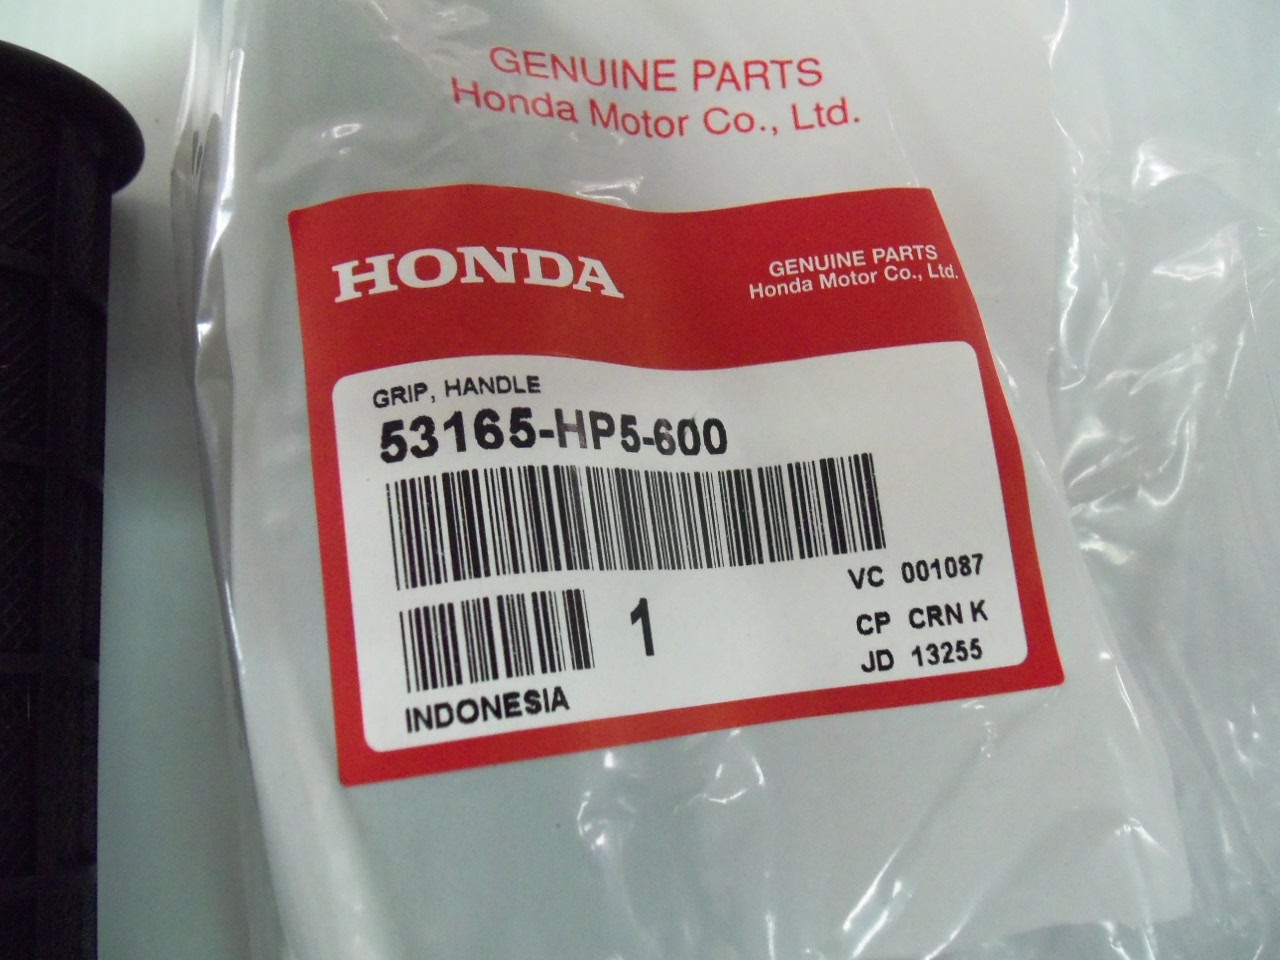 GENUINE PARTS
Honda Motor Co., Ltd.
HONDA
GENUINE PARTS
Honda Motor Co., Ltd.
GRIP, HANDLE
53165-HP5-600
VC 001087
1
CP CRN K
JD 13255
INDONESIA